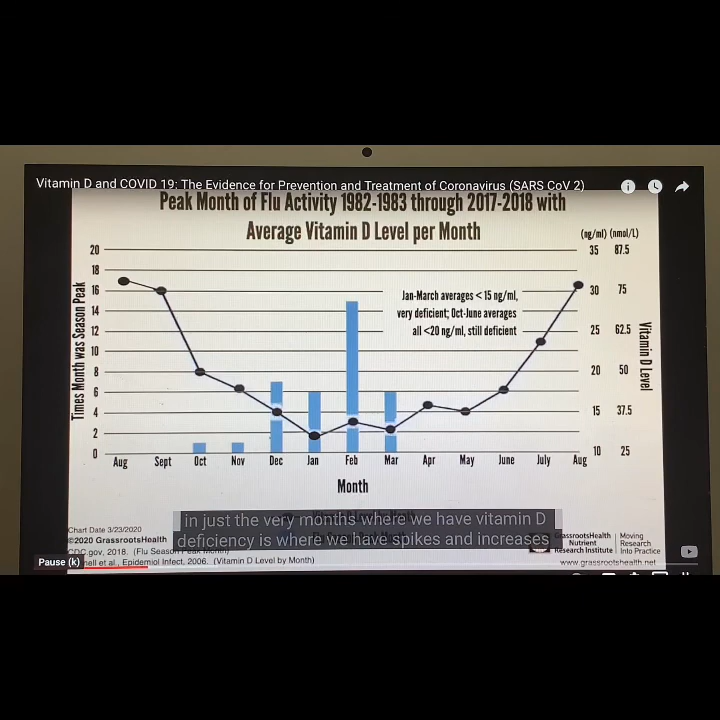 Vitamin D and COVID 19: The Evidence for Prevention and Treatment of Coronavirus (SARS CoV 2)
Peak Month of Flu Activity 1982-1983 through 2017-2018 with
Average Vitamin D Level per Month
(ng/ml) (nmol/L)
20 35 87.5
18
16 30 75
14
12 25 62.5
10
8 20 50
6
4 15 37.5
2
0 10 25
Times Month was Season Peak
Vitamin D Level
Jan-March averages < 15 ng/ml,
very deficient; Oct-June averages
all <20 ng/ml, still deficient
Aug Sept Oct Nov Dec Jan Feb Mar Apr May June July Aug
Month
in just the very months where we have vitamin D
deficiency is where we have spikes and increases
Chart Date 3/23/2020
©2020 GrassrootsHealth
CDC.gov, 2018. (Flu Season Peak Month)
Epidemiol Infect, 2006. (Vitamin D Level by Month)
Pause (k)
GrassrootsHealth Moving
Nutrient Research
Research Institute Into Practice
www.grassrootshealth.net